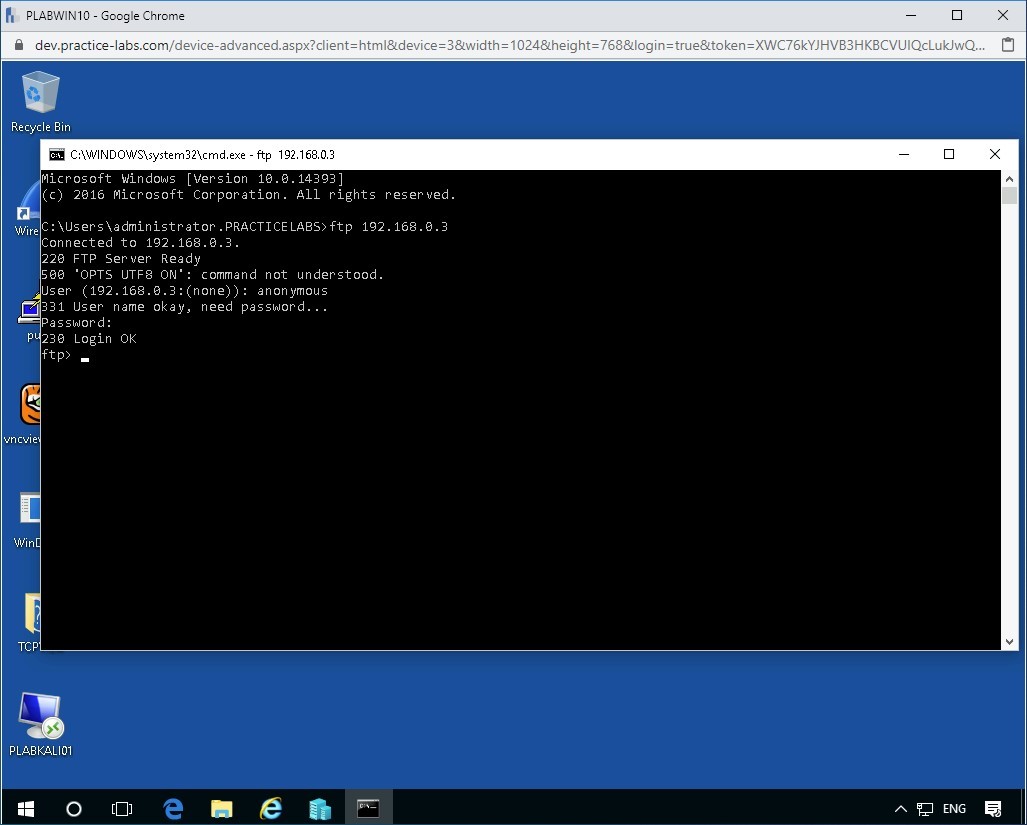 PLABWIN10 - Google Chrome
dev.practice-labs.com/device-advanced.aspx?client=html&device=3&width=1024&height=768&login=true&token=XWC76kYJHVB3HKBCVUIQcLukJwQ...
Recycle Bin
C:\WINDOWS\system32\cmd.exe - ftp 192.168.0.3
Microsoft Windows [Version 10.0.14393]
(c) 2016 Microsoft Corporation. All rights reserved.
C:\Users\administrator.PRACTICELABS>ftp 192.168.0.3
Connected to 192.168.0.3.
220 FTP Server Ready
500 'OPTS UTF8 ON': command not understood.
User (192.168.0.3:(none)): anonymous
331 User name okay, need password...
Password:
230 Login OK
ftp>
Wire
pu
vncview
WinD
TCPV
PLABKALI01
ENG